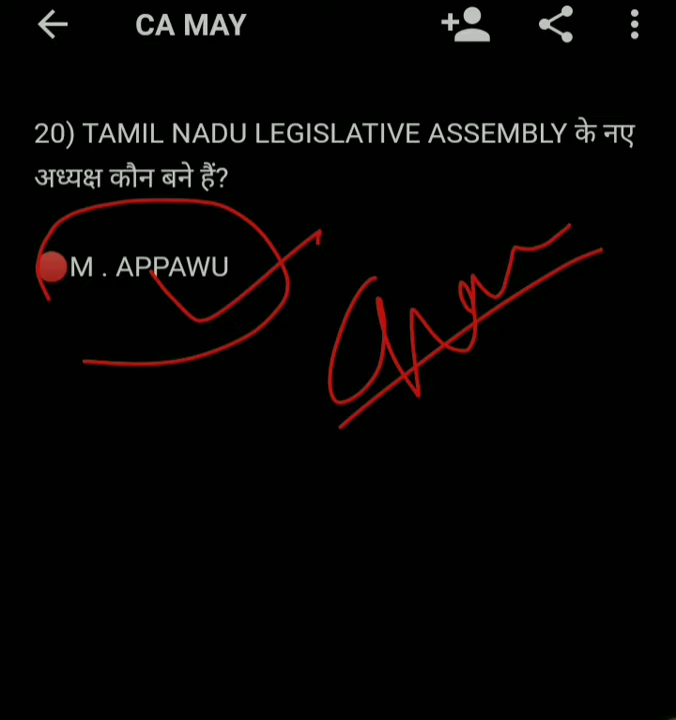 CA MAY
20) TAMIL NADU LEGISLATIVE ASSEMBLY के नए
अध्यक्ष कौन बने हैं?
M . APPAWU